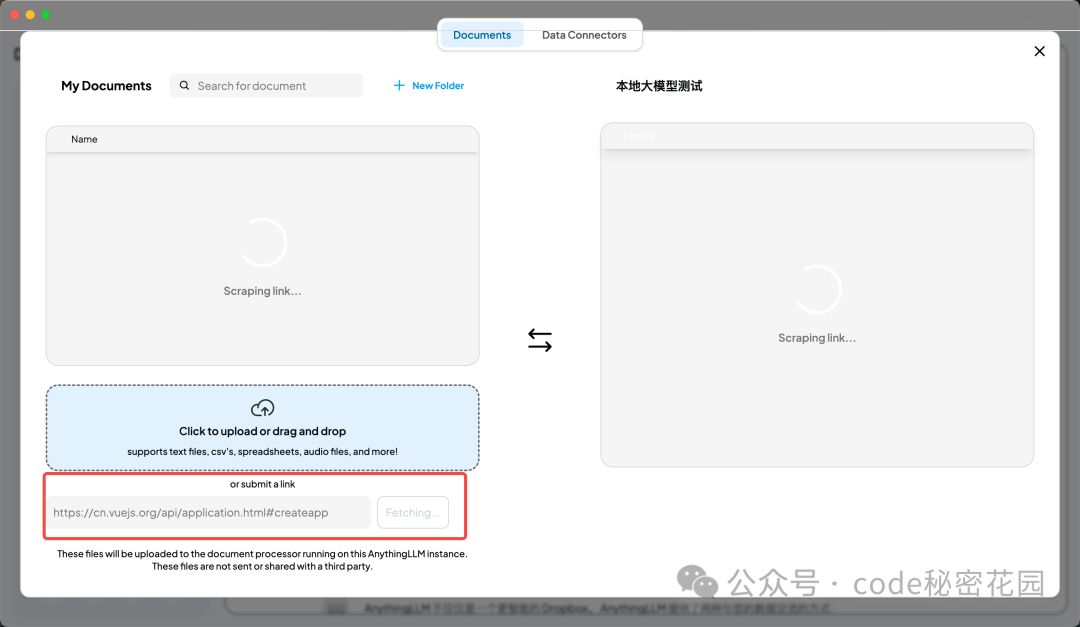 Documents
Data Connectors
My Documents
Search for document
New Folder
本地大模型测试
Name
Name
Scraping link...
Scraping link...
Click to upload or drag and drop
supports text files, csv's, spreadsheets, audio files, and more!
or submit a link
https://cn.vuejs.org/api/application.html#createapp
Fetching...
These files will be uploaded to the document processor running on this AnythingLLM instance.
These files are not sent or shared with a third party.
公众号 · code秘密花园
AnythingLLM 不仅仅是一个更智能的 Dropbox。AnythingLLM 提供了两种与您的数据交流的方式